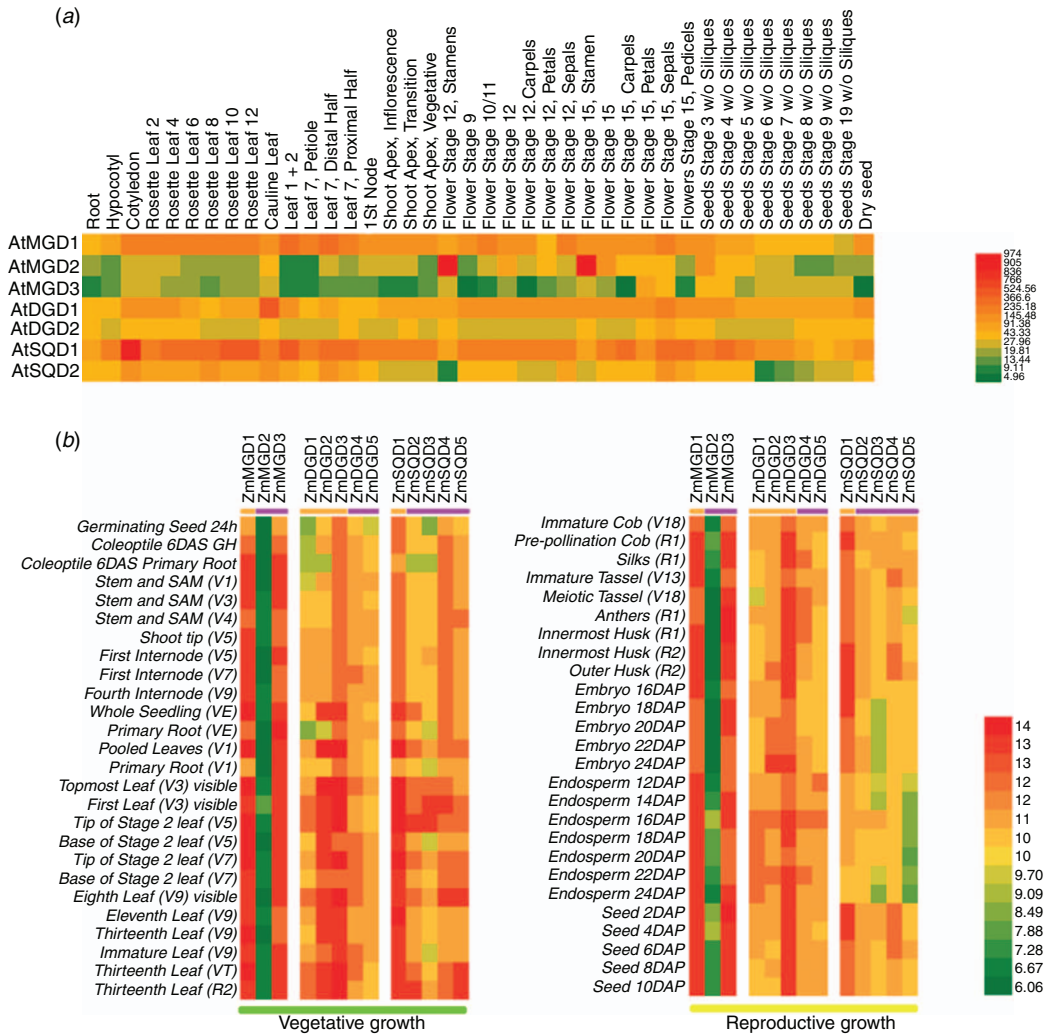 (a)
Root
Hypocotyl
Cotyledon
Rosette Leaf 2
Rosette Leaf 4
Rosette Leaf 6
Rosette Leaf 8
Rosette Leaf 10
Rosette Leaf 12
Cauline Leaf
Leaf 1 + 2
Leaf 7, Petiole
Leaf 7, Distal Half
Leaf 7, Proximal Half
1St Node
Shoot Apex, Inflorescence
Shoot Apex, Transition
Shoot Apex, Vegetative
Flower Stage 12, Stamens
Flower Stage 9
Flower Stage 10/11
Flower Stage 12
Flower Stage 12.Carpels
Flower Stage 12, Petals
Flower Stage 12, Sepals
Flower Stage 15, Stamen
Flower Stage 15
Flower Stage 15, Carpels
Flower Stage 15, Petals
Flower Stage 15, Sepals
Flowers Stage 15, Pedicels
Seeds Stage 3 w/o Siliques
Seeds Stage 4 w/o Siliques
Seeds Stage 5 w/o Siliques
Seeds Stage 6 w/o Siliques
Seeds Stage 7 w/o Siliques
Seeds Stage 8 w/o Siliques
Seeds Stage 9 w/o Siliques
Seeds Stage 19 w/o Siliques
Dry seed
AtMGD1
AtMGD2
AtMGD3
AtDGD1
AtDGD2
AtSQD1
AtSQD2
974
905
836
766
524.56
366.6
235.18
145.48
91.38
43.33
27.96
19.81
13.44
9.11
4.96
(b)
ZmMGD1
ZmMGD2
ZmMGD3
ZmDGD1
ZmDGD2
ZmDGD3
ZmDGD4
ZmDGD5
ZmSQD1
ZmSQD2
ZmSQD3
ZmSQD4
ZmSQD5
Germinating Seed 24h
Coleoptile 6DAS GH
Coleoptile 6DAS Primary Root
Stem and SAM (V1)
Stem and SAM (V3)
Stem and SAM (V4)
Shoot tip (V5)
First Internode (V5)
First Internode (V7)
Fourth Internode (V9)
Whole Seedling (VE)
Primary Root (VE)
Pooled Leaves (V1)
Primary Root (V1)
Topmost Leaf (V3) visible
First Leaf (V3) visible
Tip of Stage 2 leaf (V5)
Base of Stage 2 leaf (V5)
Tip of Stage 2 leaf (V7)
Base of Stage 2 leaf (V7)
Eighth Leaf (V9) visible
Eleventh Leaf (V9)
Thirteenth Leaf (V9)
Immature Leaf (V9)
Thirteenth Leaf (VT)
Thirteenth Leaf (R2)
Vegetative growth
ZmMGD1
ZmMGD2
ZmMGD3
ZmDGD1
ZmDGD2
ZmDGD3
ZmDGD4
ZmDGD5
ZmSQD1
ZmSQD2
ZmSQD3
ZmSQD4
ZmSQD5
Immature Cob (V18)
Pre-pollination Cob (R1)
Silks (R1)
Immature Tassel (V13)
Meiotic Tassel (V18)
Anthers (R1)
Innermost Husk (R1)
Innermost Husk (R2)
Outer Husk (R2)
Embryo 16DAP
Embryo 18DAP
Embryo 20DAP
Embryo 22DAP
Embryo 24DAP
Endosperm 12DAP
Endosperm 14DAP
Endosperm 16DAP
Endosperm 18DAP
Endosperm 20DAP
Endosperm 22DAP
Endosperm 24DAP
Seed 2DAP
Seed 4DAP
Seed 6DAP
Seed 8DAP
Seed 10DAP
Reproductive growth
14
13
13
12
12
11
10
10
9.70
9.09
8.49
7.88
7.28
6.67
6.06